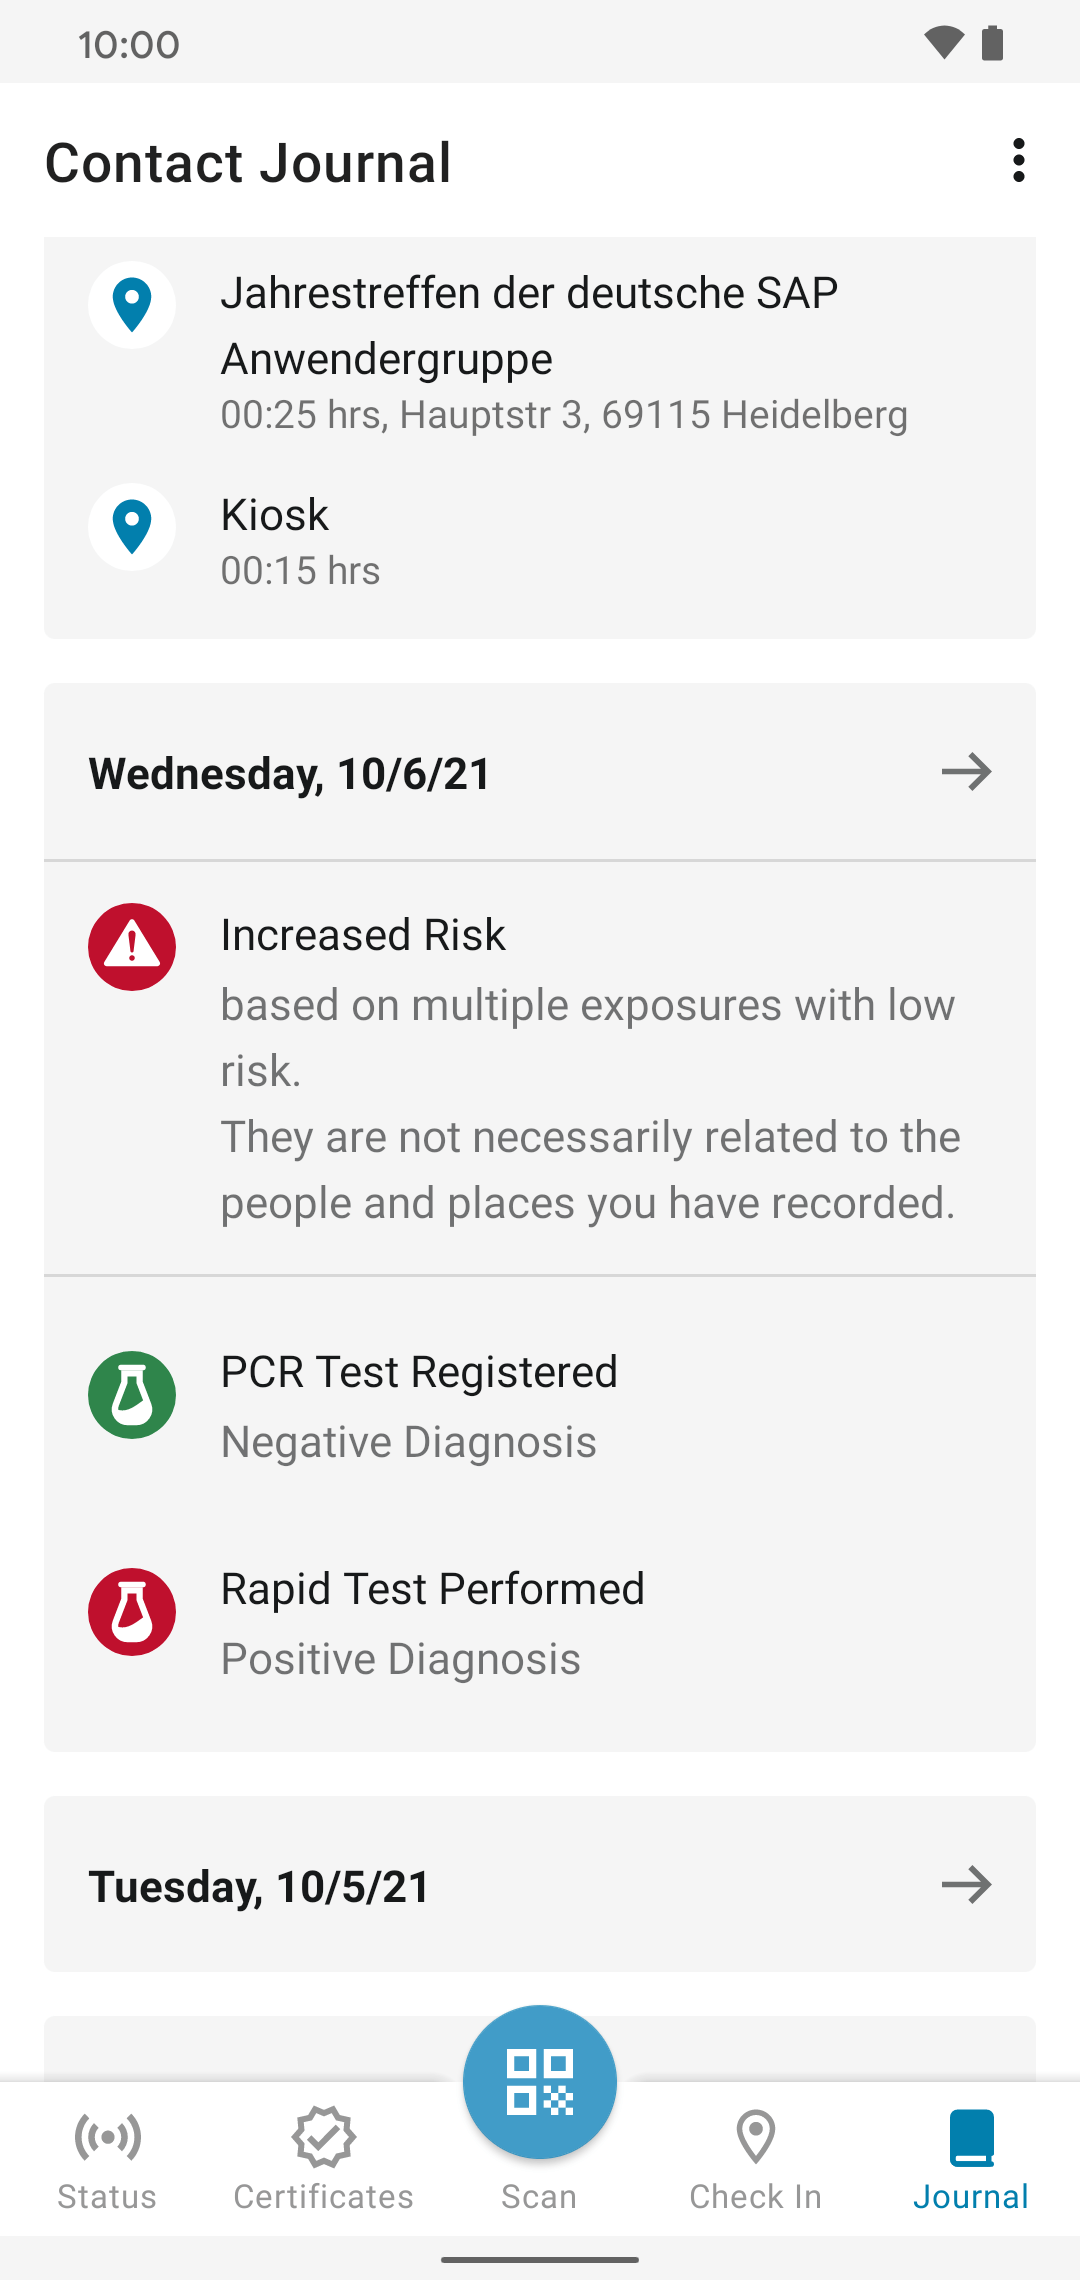 10:00
Contact Journal
Jahrestreffen der deutsche SAP
Anwendergruppe
00:25 hrs, Hauptstr 3, 69115 Heidelberg
Kiosk
00:15 hrs
Wednesday, 10/6/21
Increased Risk
based on multiple exposures with low
risk.
They are not necessarily related to the
people and places you have recorded.
PCR Test Registered
Negative Diagnosis
Rapid Test Performed
Positive Diagnosis
Tuesday, 10/5/21
Status
Certificates
Scan
Check In
Journal